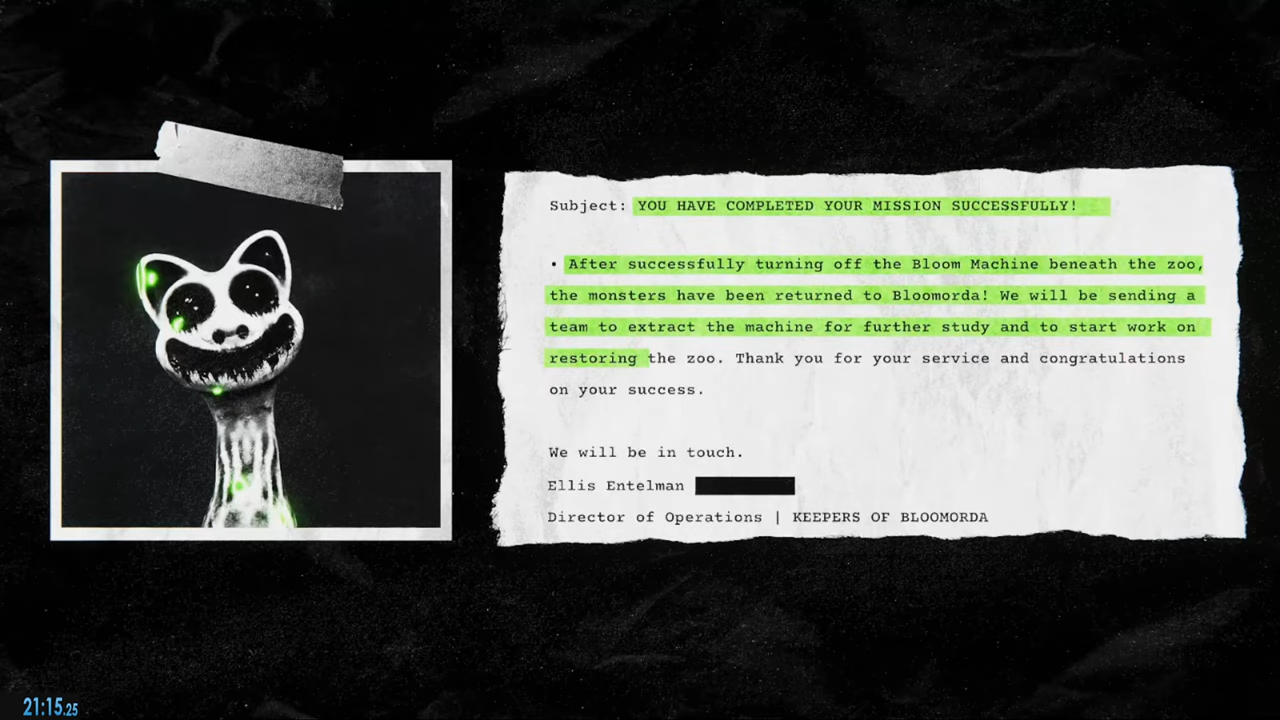 Subject: YOU HAVE COMPLETED YOUR MISSION SUCCESSFULLY!
• After successfully turning off the Bloom Machine beneath the zoo,
the monsters have been returned to Bloomorda! We will be sending a
team to extract the machine for further study and to start work on
restoring the zoo. Thank you for your service and congratulations
on your success.
We will be in touch.
Ellis Entelman
Director of Operations | KEEPERS OF BLOOMORDA
21:15.25